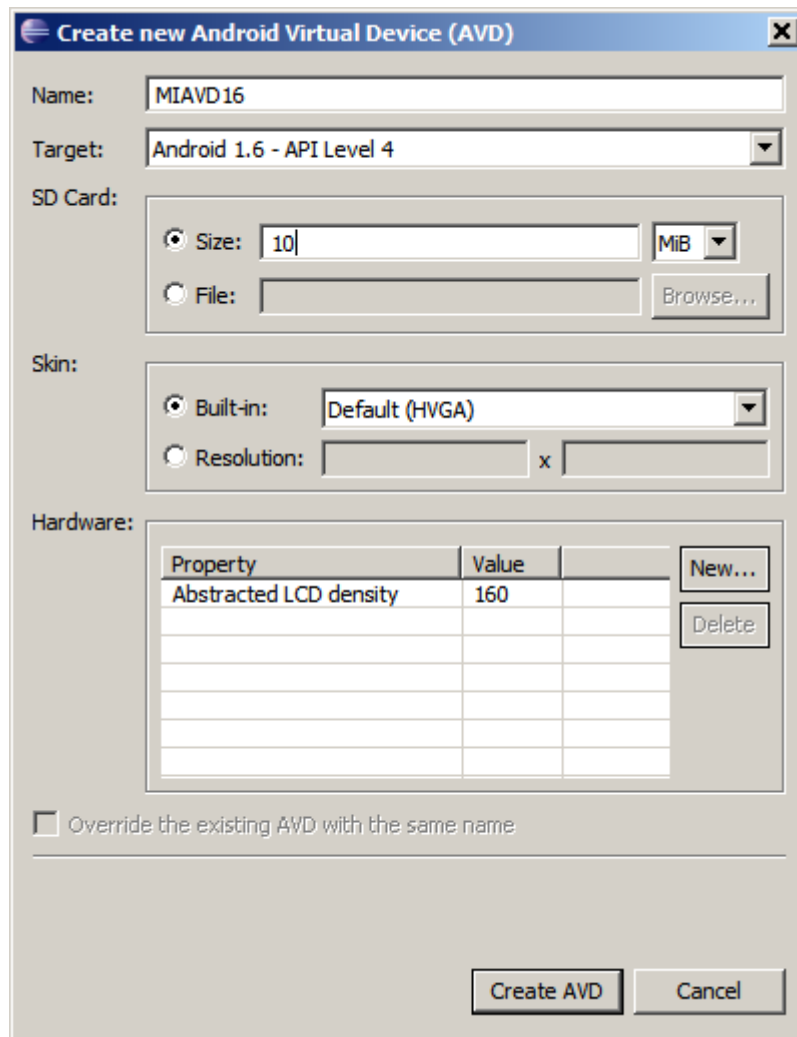 Create new Android Virtual Device (AVD)
Name: MIAVD16
Target: Android 1.6 - API Level 4
SD Card:
Size: 10 MiB
File: Browse...
Skin:
Built-in: Default (HVGA)
Resolution: x
Hardware:
Property Value New...
Abstracted LCD density 160
Delete
Override the existing AVD with the same name
Create AVD Cancel